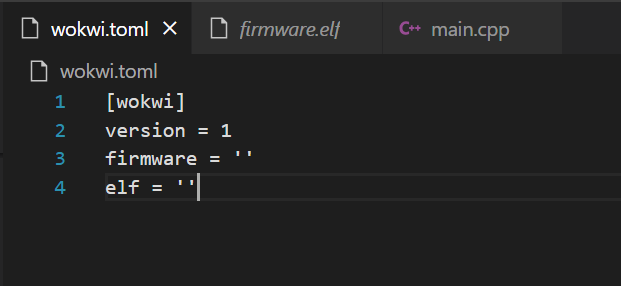 wokwi.toml firmware.elf C++ main.cpp
wokwi.toml
1 [wokwi]
2 version = 1
3 firmware = ''
4 elf = ''